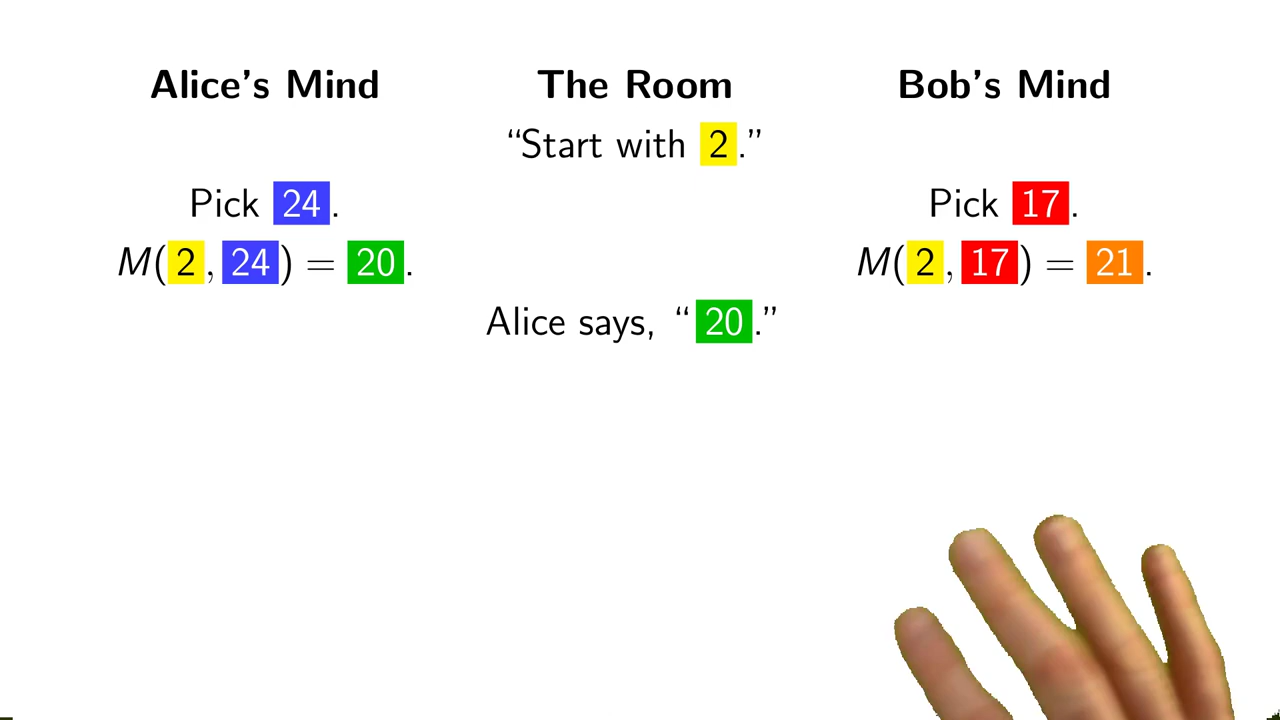 Alice's Mind
The Room
Bob's Mind
“Start with 2.”
Pick 24.
Pick 17.
M(2, 24) = 20.
M(2, 17) = 21.
Alice says, “20.”